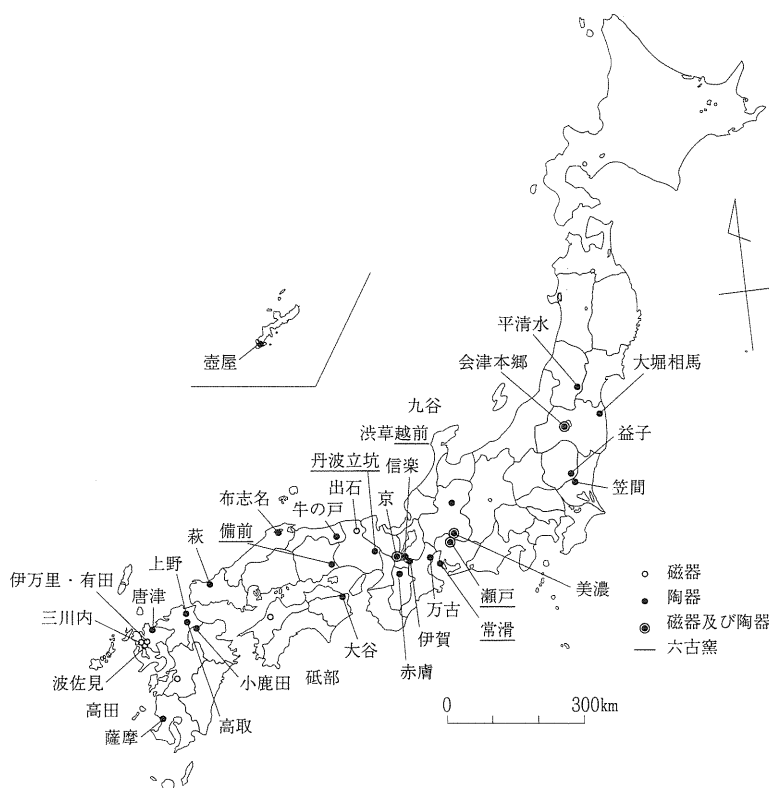 平清水
会津本郷
大堀相馬
壺屋
九谷
益子
渋草越前
丹波立坑
信楽
笠間
出石
京
布志名
牛の戸
備前
萩
上野
伊万里・有田
唐津
美濃
瀬戸
三川内
万古
常滑
伊賀
大谷
波佐見
小鹿田
砥部
赤膚
高田
高取
薩摩
磁器
陶器
磁器及び陶器
六古窯
0
300km